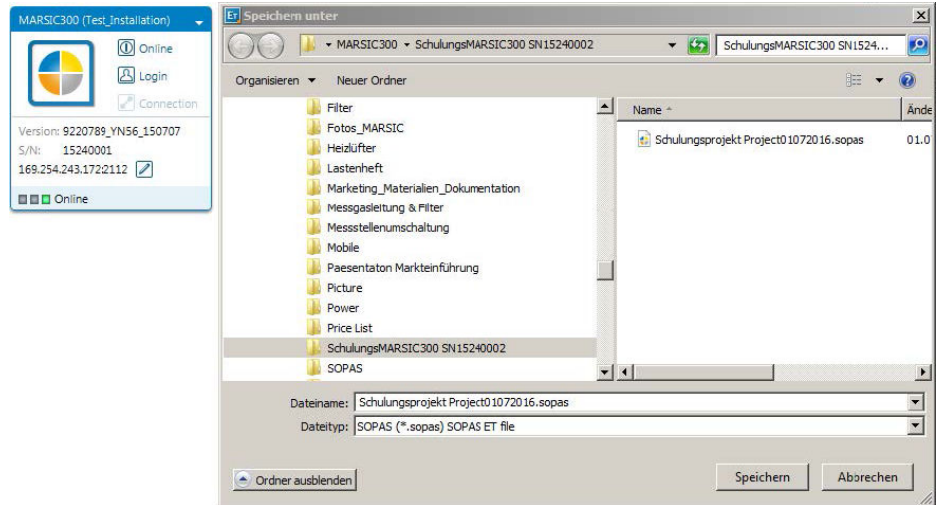 MARSIC300 (Test_Installation)
Online
Login
Connection
Version: 9220789_YN56_150707
S/N: 15240001
169.254.243.172:2112
Online
ET Speichern unter
MARSIC300 SchulungsMARSIC300 SN15240002
SchulungsMARSIC300 SN1524...
Organisieren Neuer Ordner
Filter
Fotos_MARSIC
Heizlüfter
Lastenheft
Marketing_Materialien_Dokumentation
Messgasleitung & Filter
Messstellenumschaltung
Mobile
Paesentaton Markteinführung
Picture
Power
Price List
SchulungsMARSIC300 SN15240002
SOPAS
Name Ände
Schulungsprojekt Project01072016.sopas 01.0
Dateiname: Schulungsprojekt Project01072016.sopas
Dateityp: SOPAS (*.sopas) SOPAS ET file
Ordner ausblenden
Speichern Abbrechen